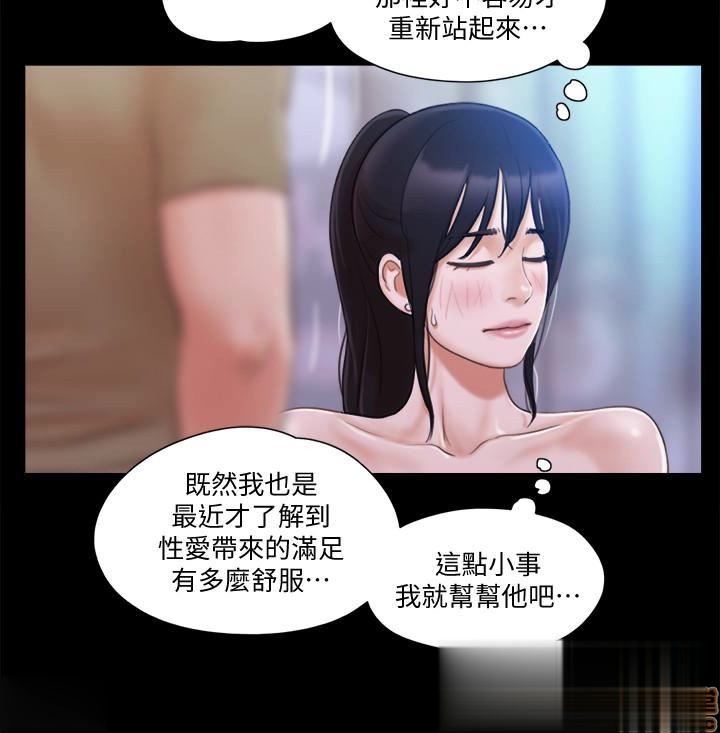 重新站起來…
既然我也是
最近才了解到
性愛帶來的滿足
有多麼舒服…
這點小事
我就幫幫他吧…